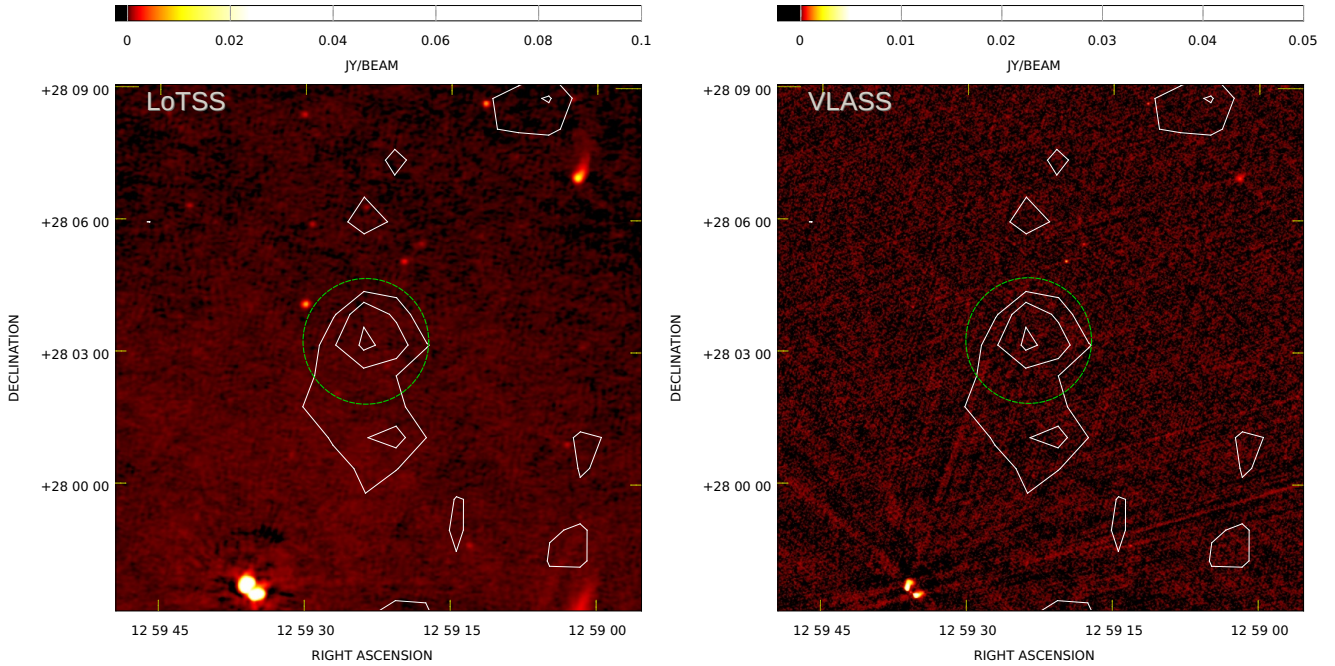 0 0.02 0.04 0.06 0.08 0.1
JY/BEAM
LoTSS
+28 09 00
+28 06 00
+28 03 00
+28 00 00
DECLINATION
12 59 45 12 59 30 12 59 15 12 59 00
RIGHT ASCENSION
0 0.01 0.02 0.03 0.04 0.05
JY/BEAM
VLASS
+28 09 00
+28 06 00
+28 03 00
+28 00 00
DECLINATION
12 59 45 12 59 30 12 59 15 12 59 00
RIGHT ASCENSION